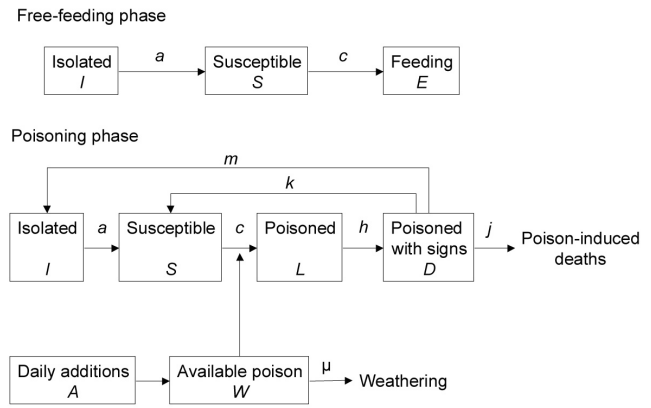 Free-feeding phase
Isolated
I
a
Susceptible
S
c
Feeding
E
Poisoning phase
m
k
Isolated
I
a
Susceptible
S
c
Poisoned
L
h
Poisoned
with signs
D
j
Poison-induced
deaths
Daily additions
A
Available poison
W
μ
Weathering